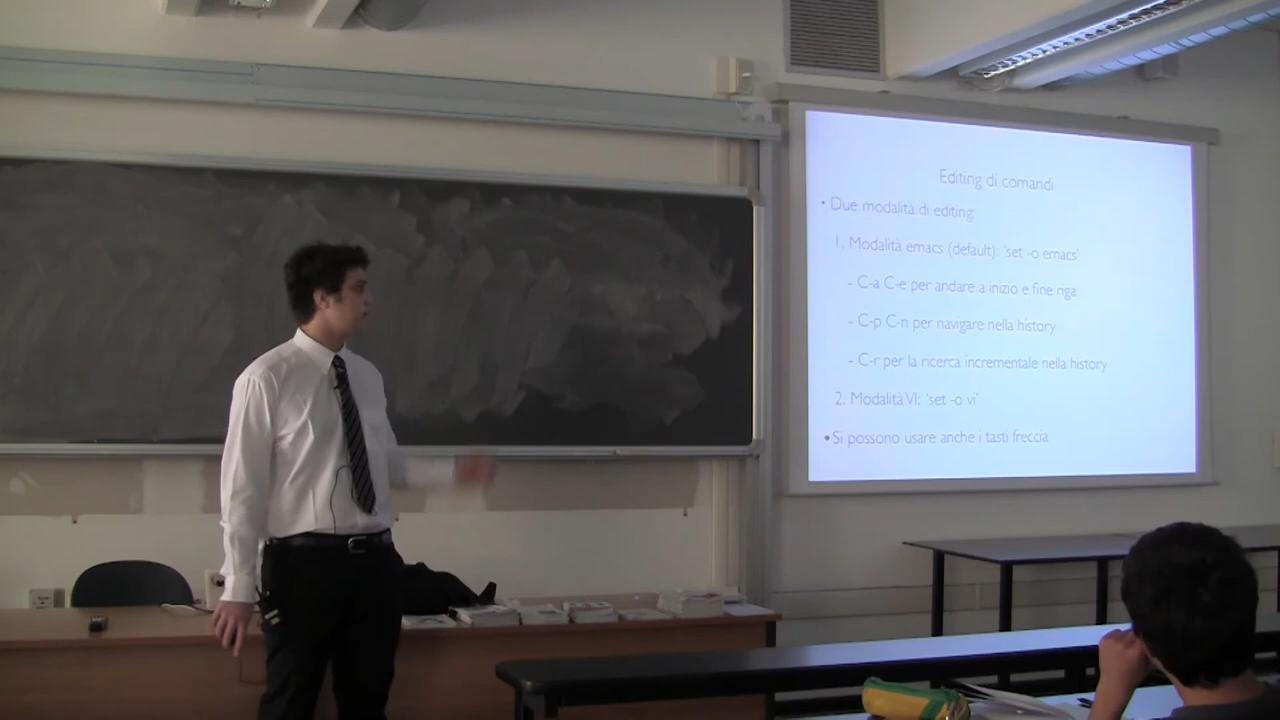 Editing di comandi
• Due modalità di editing:
1. Modalità emacs (default): 'set -o emacs'
- C-a C-e per andare a inizio e fine riga
- C-p C-n per navigare nella history
- C-r per la ricerca incrementale nella history
2. Modalità VI: 'set -o vi'
• Si possono usare anche i tasti freccia